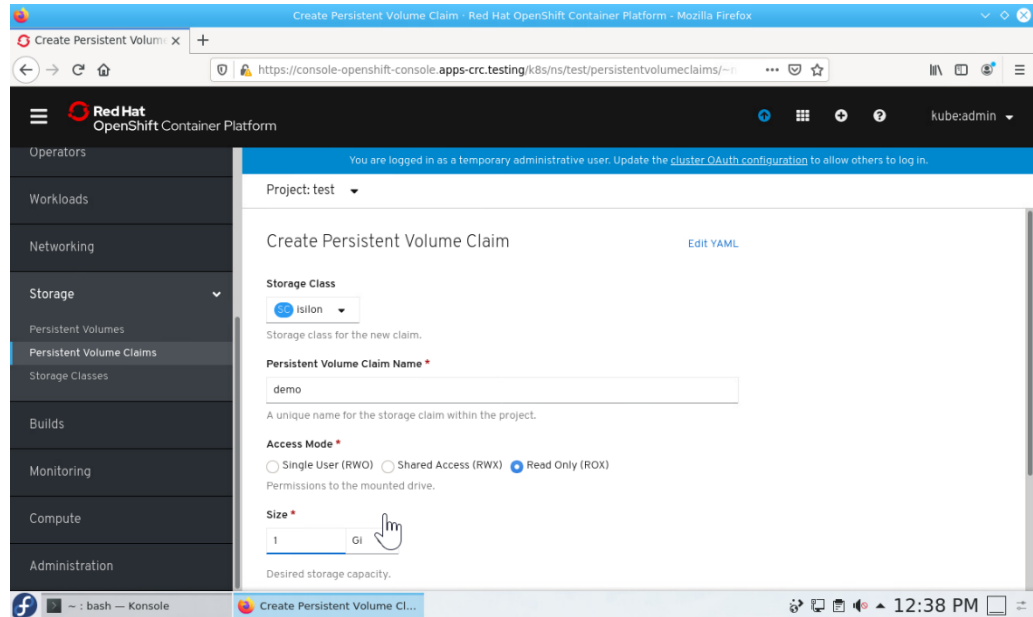 Create Persistent Volume Claim · Red Hat OpenShift Container Platform - Mozilla Firefox
Create Persistent Volum
https://console-openshift-console.apps-crc.testing/k8s/ns/test/persistentvolumeclaims/~n
Red Hat
OpenShift Container Platform
kube:admin
Operators
Workloads
Networking
Storage
Persistent Volumes
Persistent Volume Claims
Storage Classes
Builds
Monitoring
Compute
Administration
You are logged in as a temporary administrative user. Update the cluster OAuth configuration to allow others to log in.
Project: test
Create Persistent Volume Claim
Edit YAML
Storage Class
SC isilon
Storage class for the new claim.
Persistent Volume Claim Name *
demo
A unique name for the storage claim within the project.
Access Mode *
Single User (RWO) Shared Access (RWX) Read Only (ROX)
Permissions to the mounted drive.
Size *
1 Gi
Desired storage capacity.
~ : bash — Konsole
Create Persistent Volume Cl...
12:38 PM